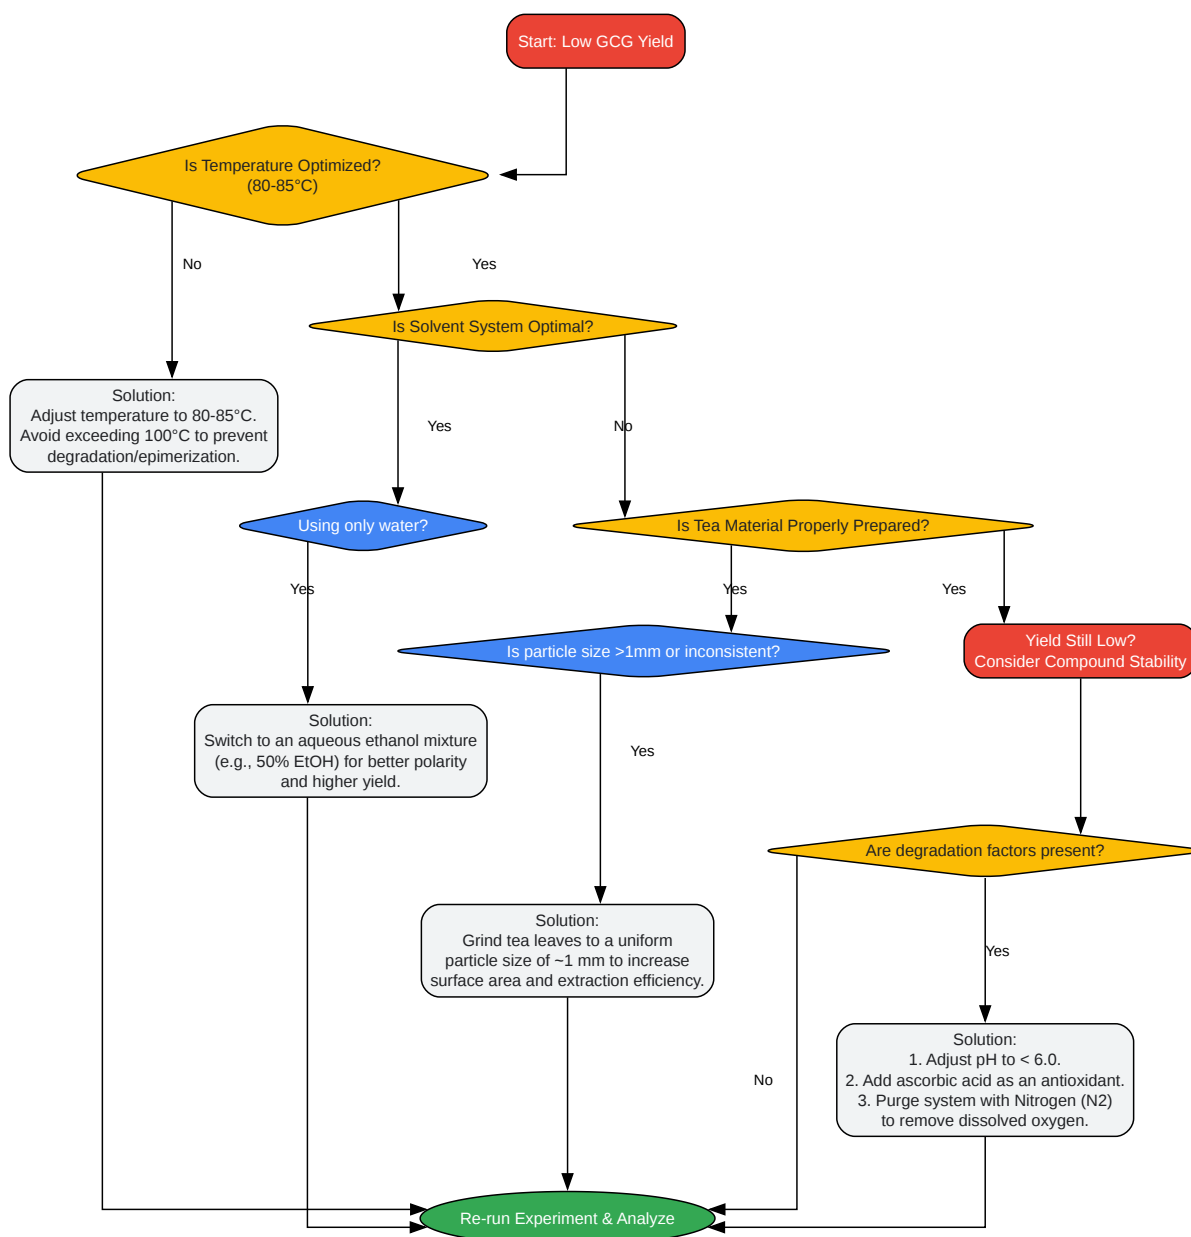 Start: Low GCG Yield
Is Temperature Optimized?
(80-85°C)
No
Yes
Is Solvent System Optimal?
Solution:
Adjust temperature to 80-85°C.
Avoid exceeding 100°C to prevent
degradation/epimerization.
Yes
No
Using only water?
Is Tea Material Properly Prepared?
Yes
Yes
Yes
Is particle size >1mm or inconsistent?
Yield Still Low?
Consider Compound Stability
Solution:
Switch to an aqueous ethanol mixture
(e.g., 50% EtOH) for better polarity
and higher yield.
Yes
Are degradation factors present?
Solution:
Grind tea leaves to a uniform
particle size of ~1 mm to increase
surface area and extraction efficiency.
Yes
Solution:
1. Adjust pH to < 6.0.
2. Add ascorbic acid as an antioxidant.
3. Purge system with Nitrogen (N2)
to remove dissolved oxygen.
No
Re-run Experiment & Analyze